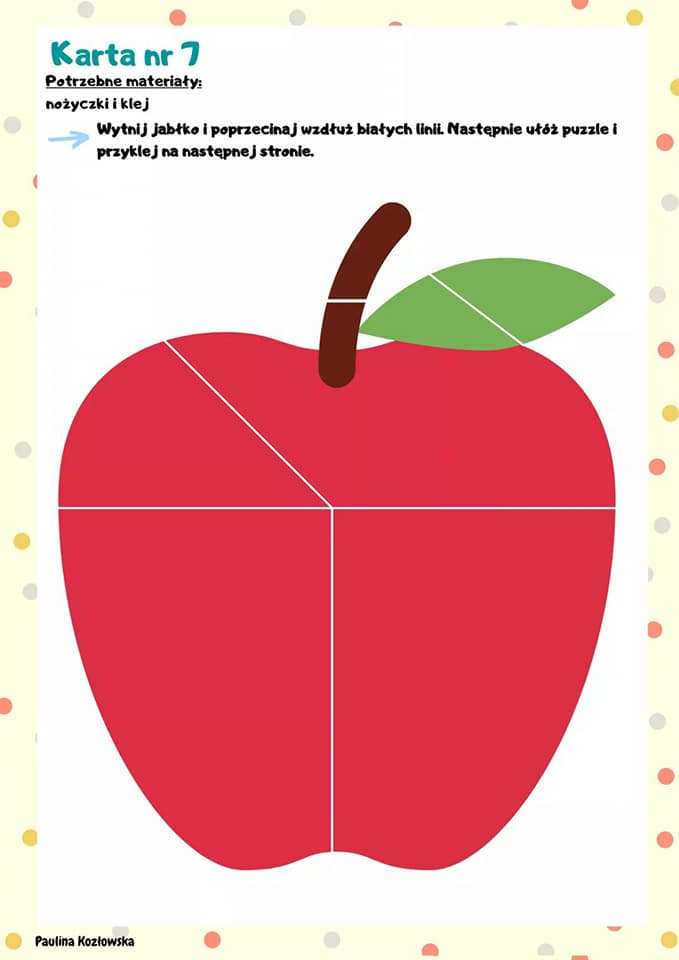 Karta nr 7
Potrzebne materiały:
nożyczki i klej
Wytnij jabłko i poprzecinaj wzdłuż białych linii. Następnie ułóż puzzle i
przyklej na następnej stronie.
Paulina Kozłowska